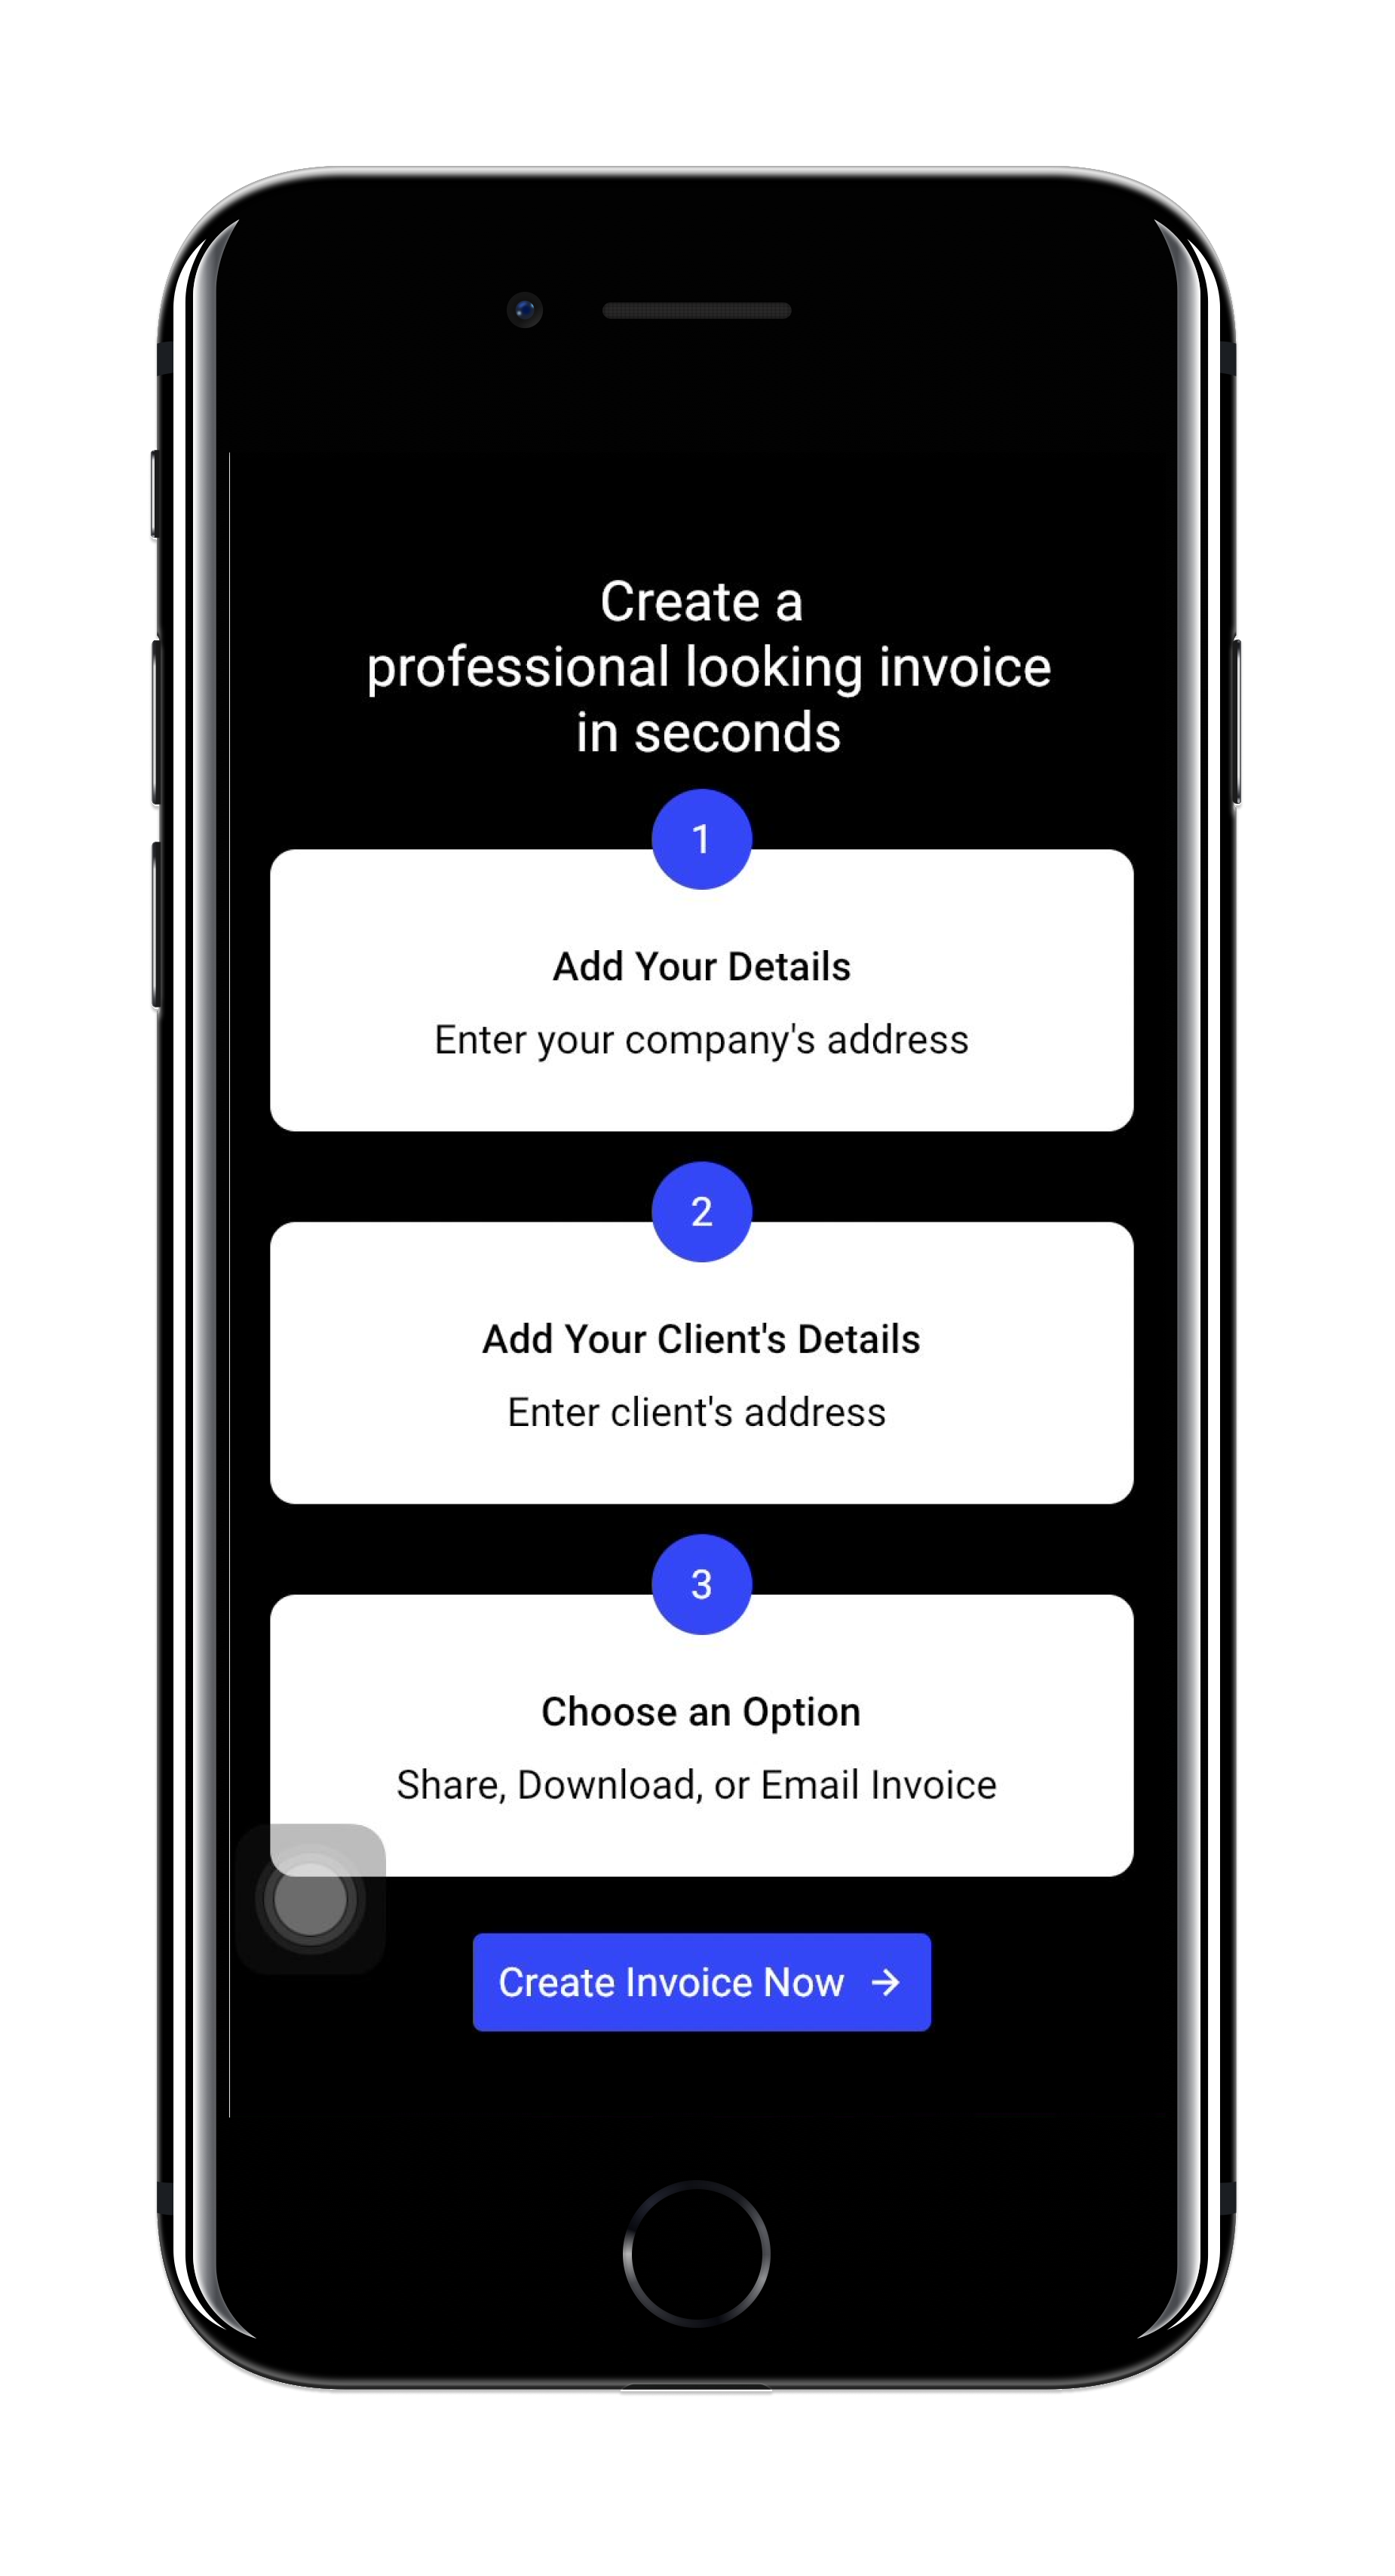 Create a
professional looking invoice
in seconds
1
Add Your Details
Enter your company's address
2
Add Your Client's Details
Enter client's address
3
Choose an Option
Share, Download, or Email Invoice
Create Invoice Now →